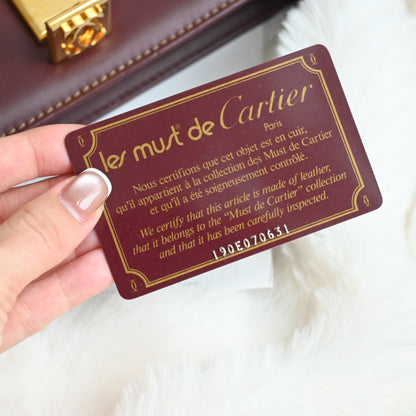 les must de Cartier
Paris
Nous certifions que cet objet est en cuir,
qu'il appartient à la collection des Must de Cartier
et qu'il a été soigneusement contrôlé.
We certify that this article is made of leather,
that it belongs to the "Must de Cartier" collection
and that it has been carefully inspected.
190E070631